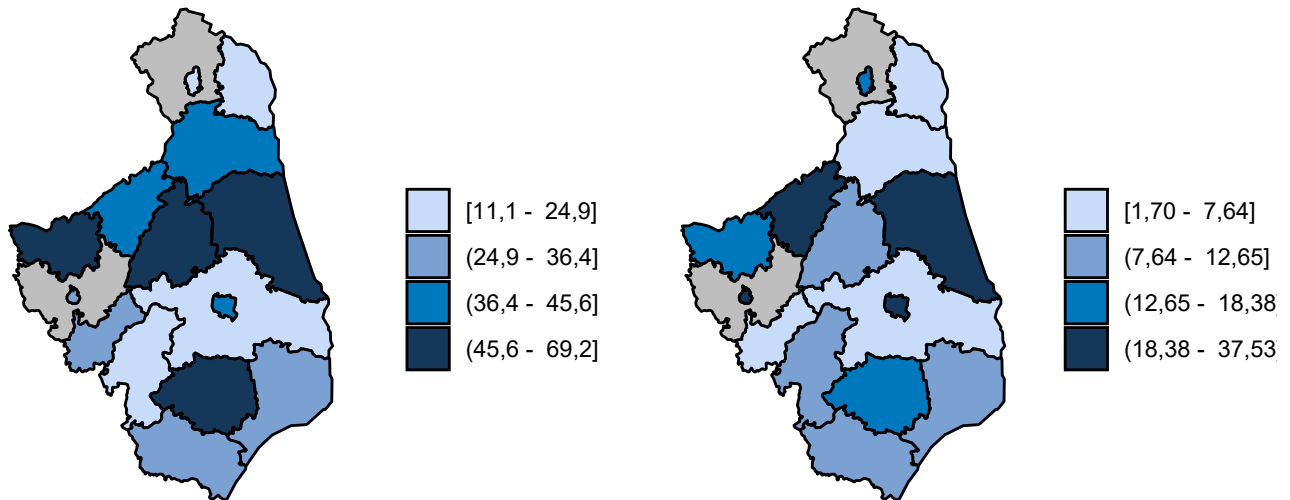 [11,1 - 24,9]
(24,9 - 36,4]
(36,4 - 45,6]
(45,6 - 69,2]
[1,70 - 7,64]
(7,64 - 12,65]
(12,65 - 18,38]
(18,38 - 37,53]